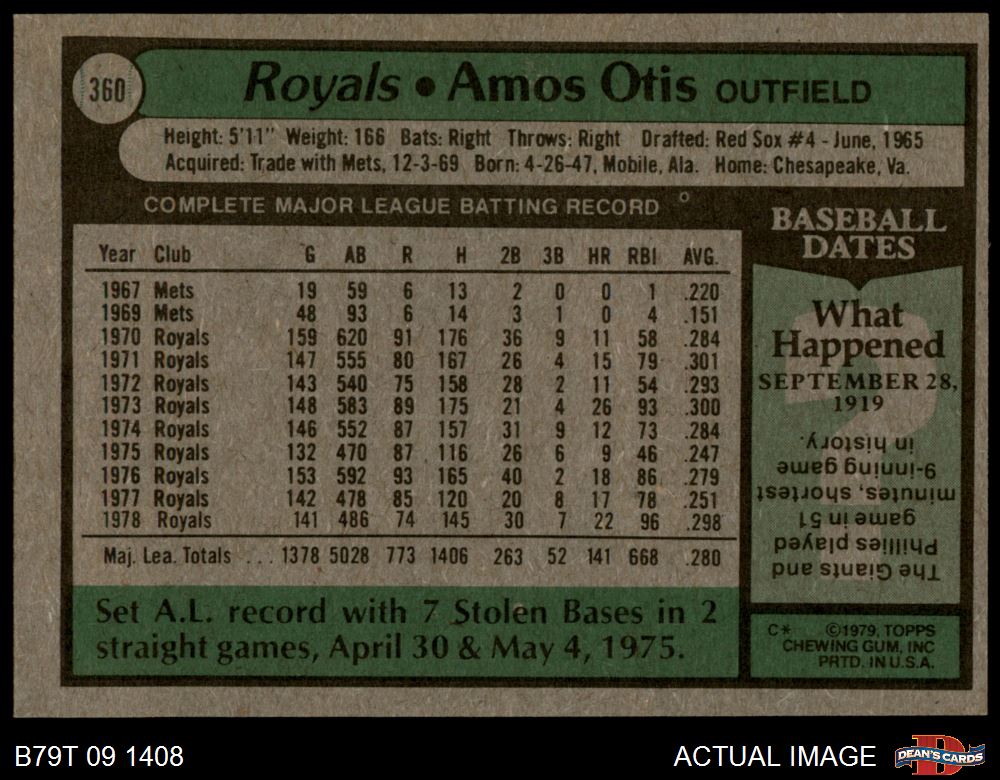 360
Royals • Amos Otis OUTFIELD
Height: 5'11" Weight: 166 Bats: Right Throws: Right Drafted: Red Sox #4 - June, 1965
Acquired: Trade with Mets, 12-3-69 Born: 4-26-47, Mobile, Ala. Home: Chesapeake, Va.
COMPLETE MAJOR LEAGUE BATTING RECORD
Year Club G AB R H 2B 3B HR RBI AVG.
1967 Mets 19 59 6 13 2 0 0 1 .220
1969 Mets 48 93 6 14 3 1 0 4 .151
1970 Royals 159 620 91 176 36 9 11 58 .284
1971 Royals 147 555 80 167 26 4 15 79 .301
1972 Royals 143 540 75 158 28 2 11 54 .293
1973 Royals 148 583 89 175 21 4 26 93 .300
1974 Royals 146 552 87 157 31 9 12 73 .284
1975 Royals 132 470 87 116 26 6 9 46 .247
1976 Royals 153 592 93 165 40 2 18 86 .279
1977 Royals 142 478 85 120 20 8 17 78 .251
1978 Royals 141 486 74 145 30 7 22 96 .298
Maj. Lea. Totals ... 1378 5028 773 1406 263 52 141 668 .280
Set A.L. record with 7 Stolen Bases in 2
straight games, April 30 & May 4, 1975.
BASEBALL
DATES
What
Happened
SEPTEMBER 28,
1919
The Giants and
Phillies played
game in 51
minutes, shortest
9-inning game
in history.
C* ©1979, TOPPS
CHEWING GUM, INC
PRTD. IN U.S.A.
B79T 09 1408
ACTUAL IMAGE
D
DEAN'S CARDS